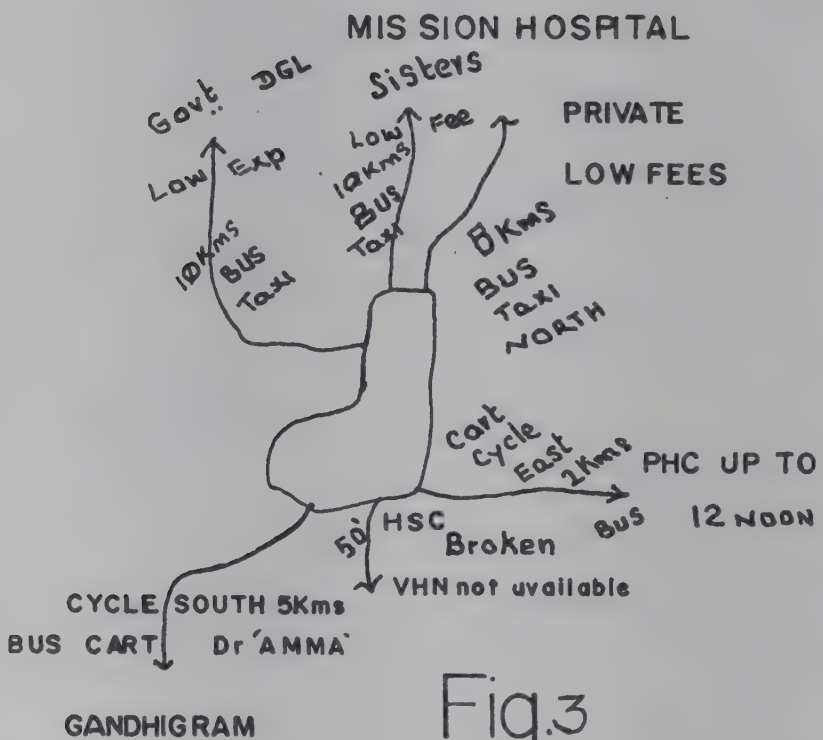 MISSION HOSPITAL
Govt. DGL
Sisters
Low Exp
10Kms
BUS
Taxi
Low Fee
10Kms
BUS
Taxi
PRIVATE
LOW FEES
8Kms
BUS
Taxi
NORTH
Cart
Cycle
East 2Kms
BUS
PHC UP TO
12 NOON
50'
HSC
Broken
VHN not uvailable
CYCLE SOUTH 5Kms
BUS CART Dr 'AMMA'
GANDHIGRAM
Fig.3